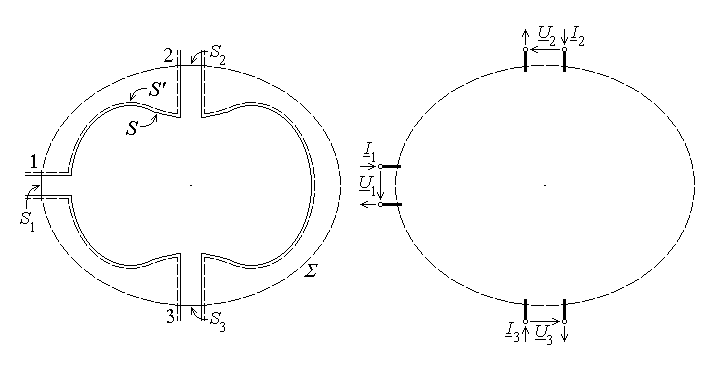 2
S₂
S'
S
1
S₁
Σ
3
S₃
U₂
I₂
I₁
U₁
I₃
U₃